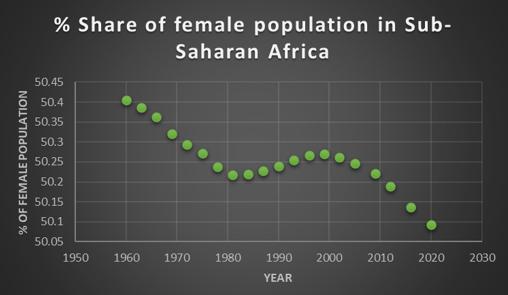 % Share of female population in Sub-
Saharan Africa
% OF FEMALE POPULATION
50.45
50.4
50.35
50.3
50.25
50.2
50.15
50.1
50.05
1950 1960 1970 1980 1990 2000 2010 2020 2030
YEAR